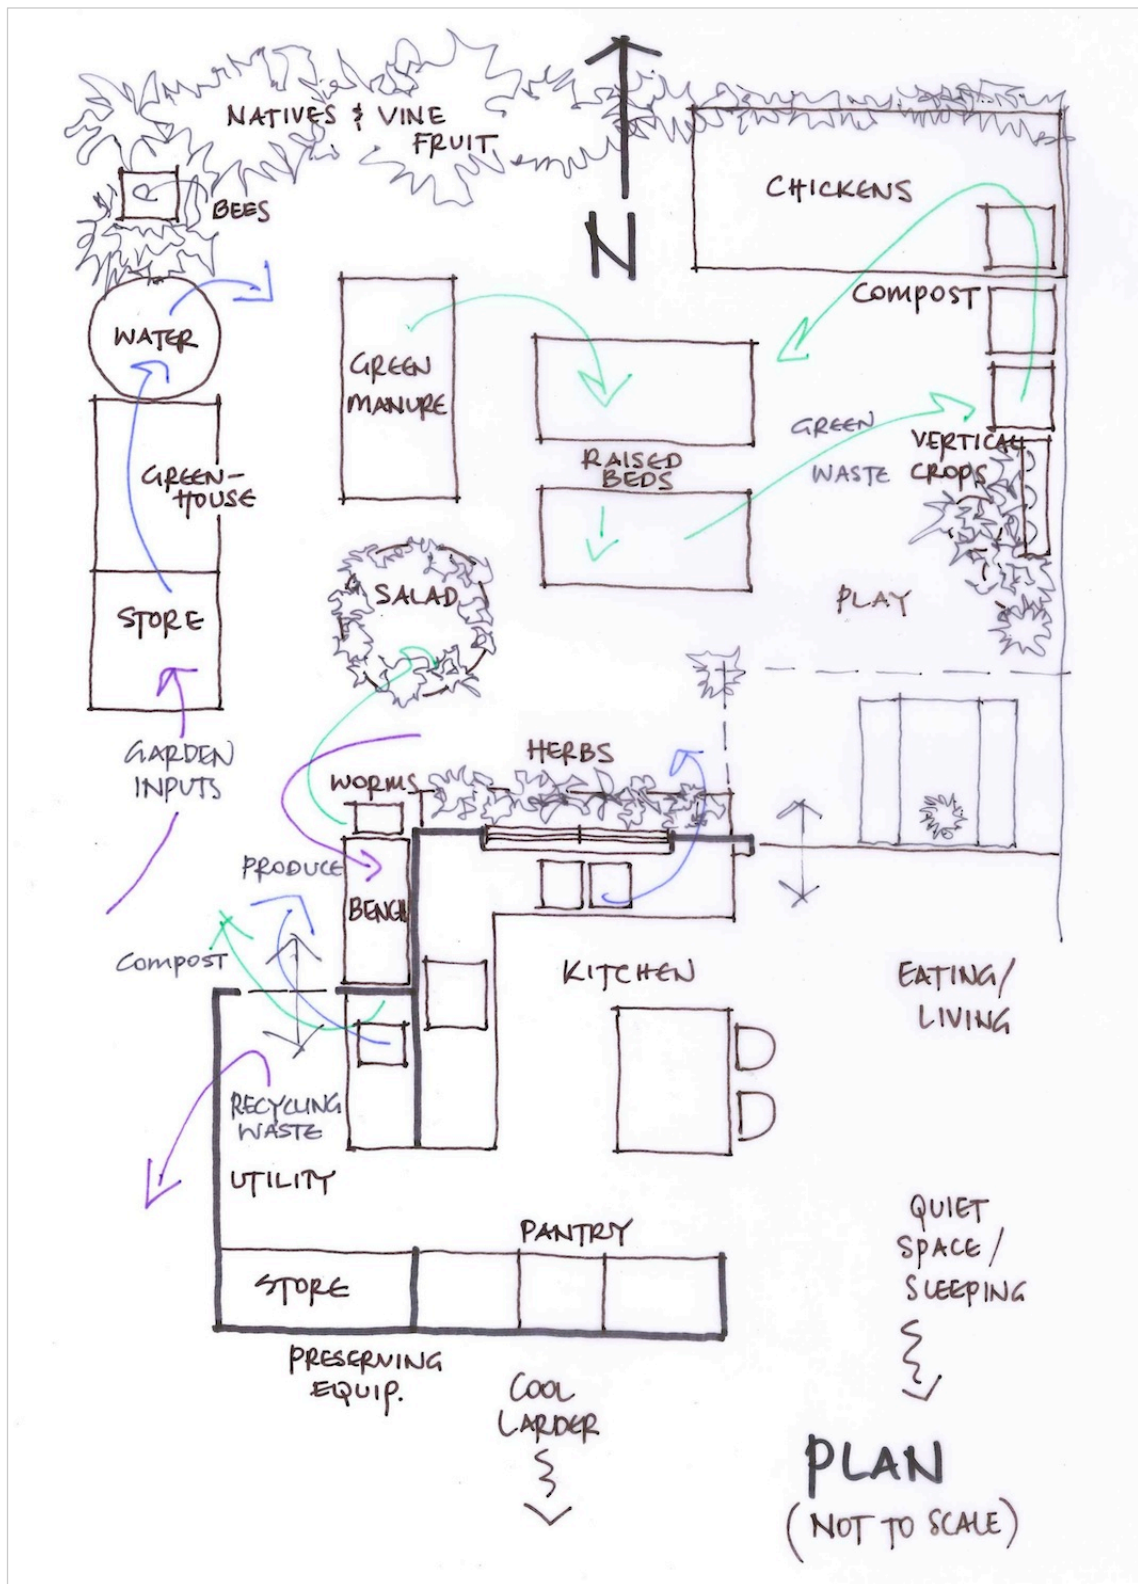 NATIVES & VINE
FRUIT
BEES
N
CHICKENS
COMPOST
WATER
GREEN
MANURE
GREEN-
HOUSE
RAISED
BEDS
GREEN
WASTE
VERTICAL
CROPS
STORE
SALAD
PLAY
GARDEN
INPUTS
WORMS
HERBS
PRODUCE
BENCH
COMPOST
KITCHEN
EATING/
LIVING
RECYCLING
WASTE
UTILITY
PANTRY
STORE
QUIET
SPACE/
SLEEPING
PRESERVING
EQUIP.
COOL
LARDER
PLAN
(NOT TO SCALE)